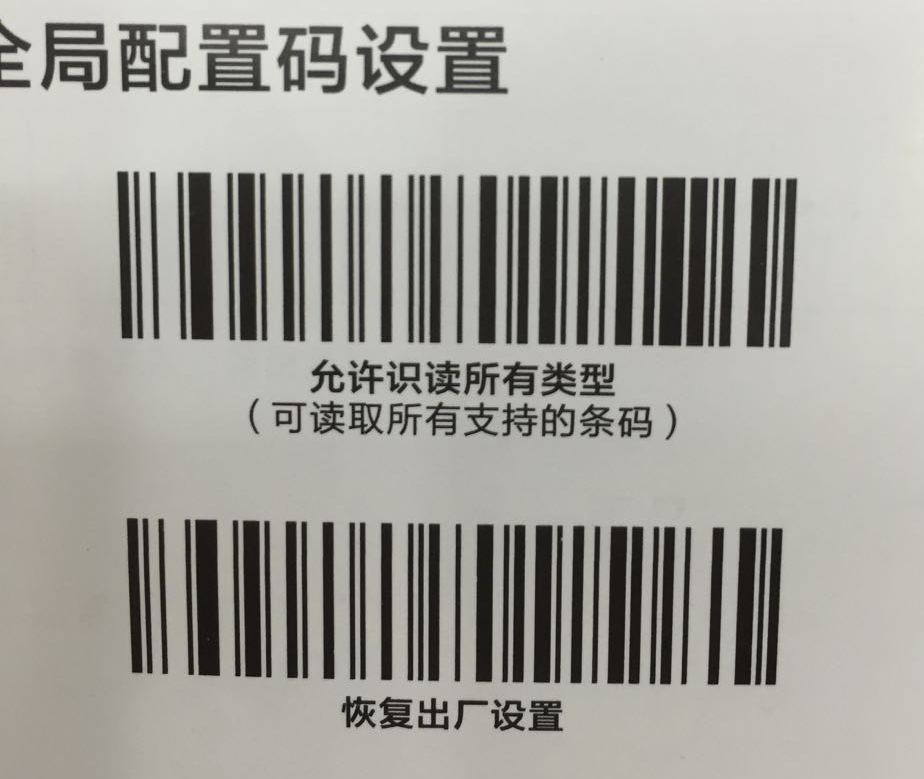 全局配置码设置
允许识读所有类型
（可读取所有支持的条码）
恢复出厂设置